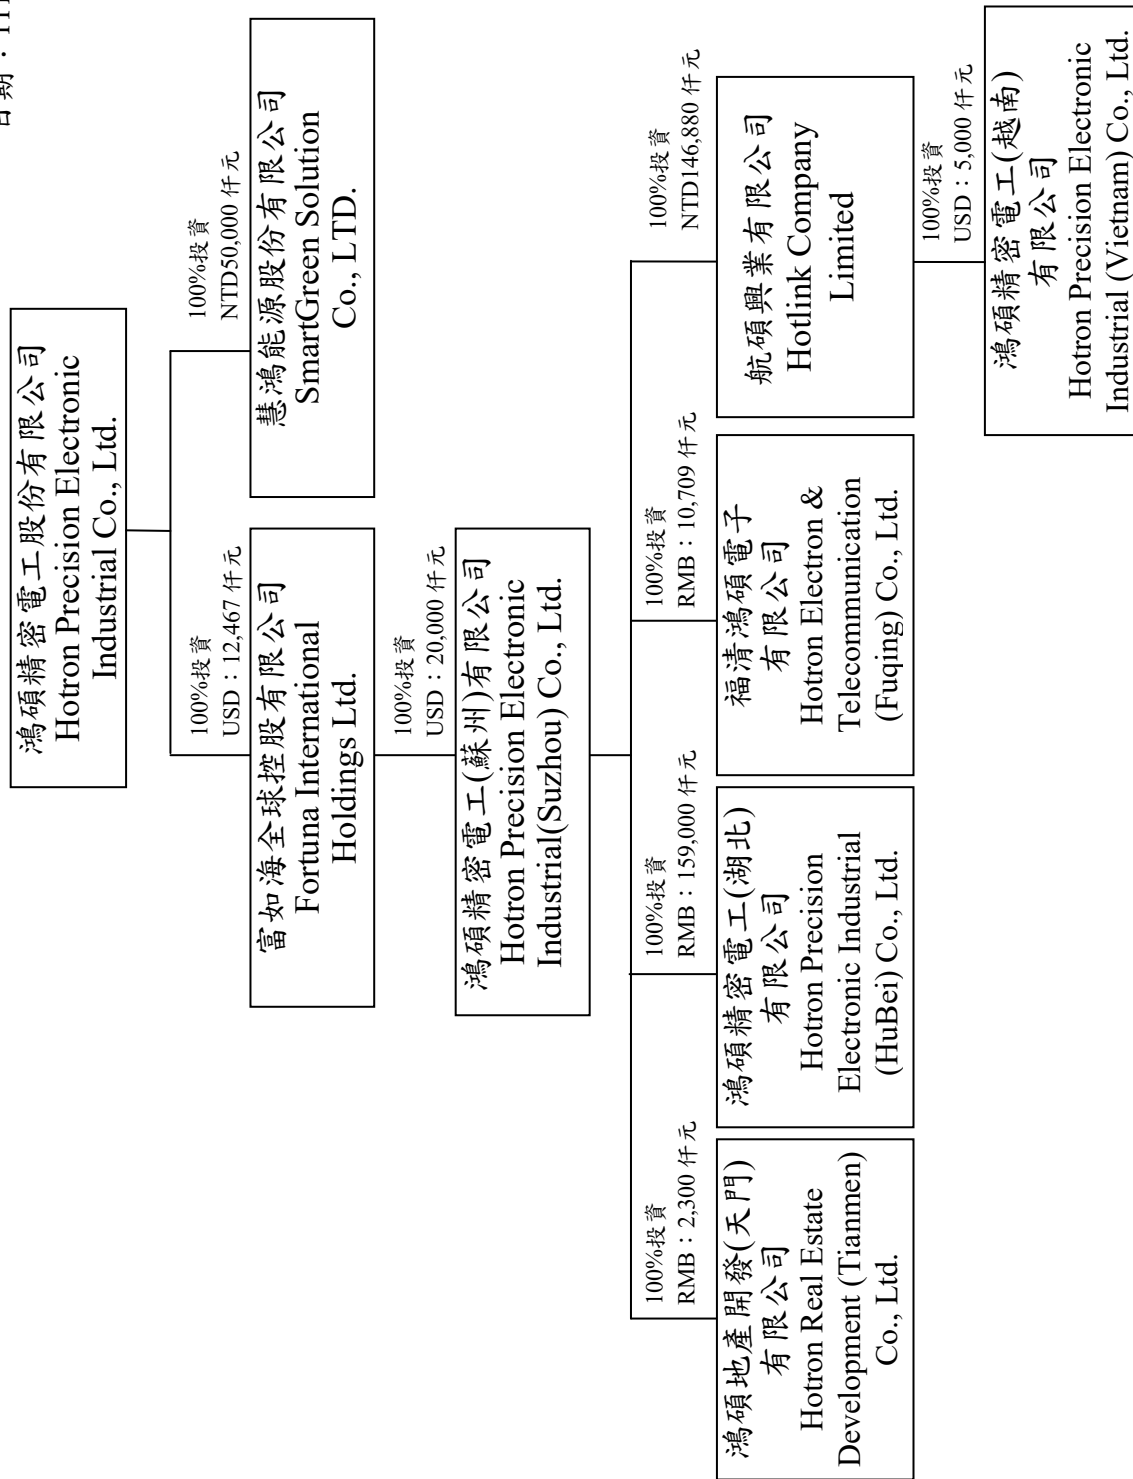 日期：111
鴻碩精密電工股份有限公司
Hotron Precision Electronic
Industrial Co., Ltd.
100%投資
USD：12,467 仟元
100%投資
NTD50,000 仟元
富如海全球控股有限公司
Fortuna International
Holdings Ltd.
慧鴻能源股份有限公司
SmartGreen Solution
Co., LTD.
100%投資
USD：20,000 仟元
鴻碩精密電工(蘇州)有限公司
Hotron Precision Electronic
Industrial(Suzhou) Co., Ltd.
100%投資
RMB：2,300 仟元
100%投資
RMB：159,000 仟元
100%投資
RMB：10,709 仟元
100%投資
NTD146,880 仟元
鴻碩地產開發(天門)
有限公司
Hotron Real Estate
Development (Tianmen)
Co., Ltd.
鴻碩精密電工(湖北)
有限公司
Hotron Precision
Electronic Industrial
(HuBei) Co., Ltd.
福清鴻碩電子
有限公司
Hotron Electron &
Telecommunication
(Fuqing) Co., Ltd.
航碩興業有限公司
Hotlink Company
Limited
100%投資
USD：5,000 仟元
鴻碩精密電工(越南)
有限公司
Hotron Precision Electronic
Industrial (Vietnam) Co., Ltd.